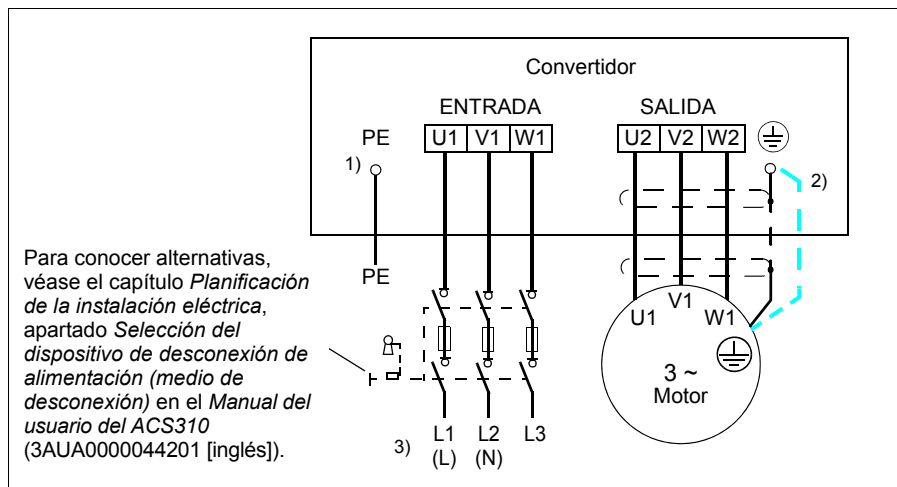 Convertidor
ENTRADA SALIDA
PE U1 V1 W1 U2 V2 W2
1) 2)
PE
Para conocer alternativas,
véase el capítulo Planificación
de la instalación eléctrica,
apartado Selección del
dispositivo de desconexión de
alimentación (medio de
desconexión) en el Manual del
usuario del ACS310
(3AUA0000044201 [inglés]).
U1 V1 W1
3 ~
Motor
3) L1 L2 L3
(L) (N)